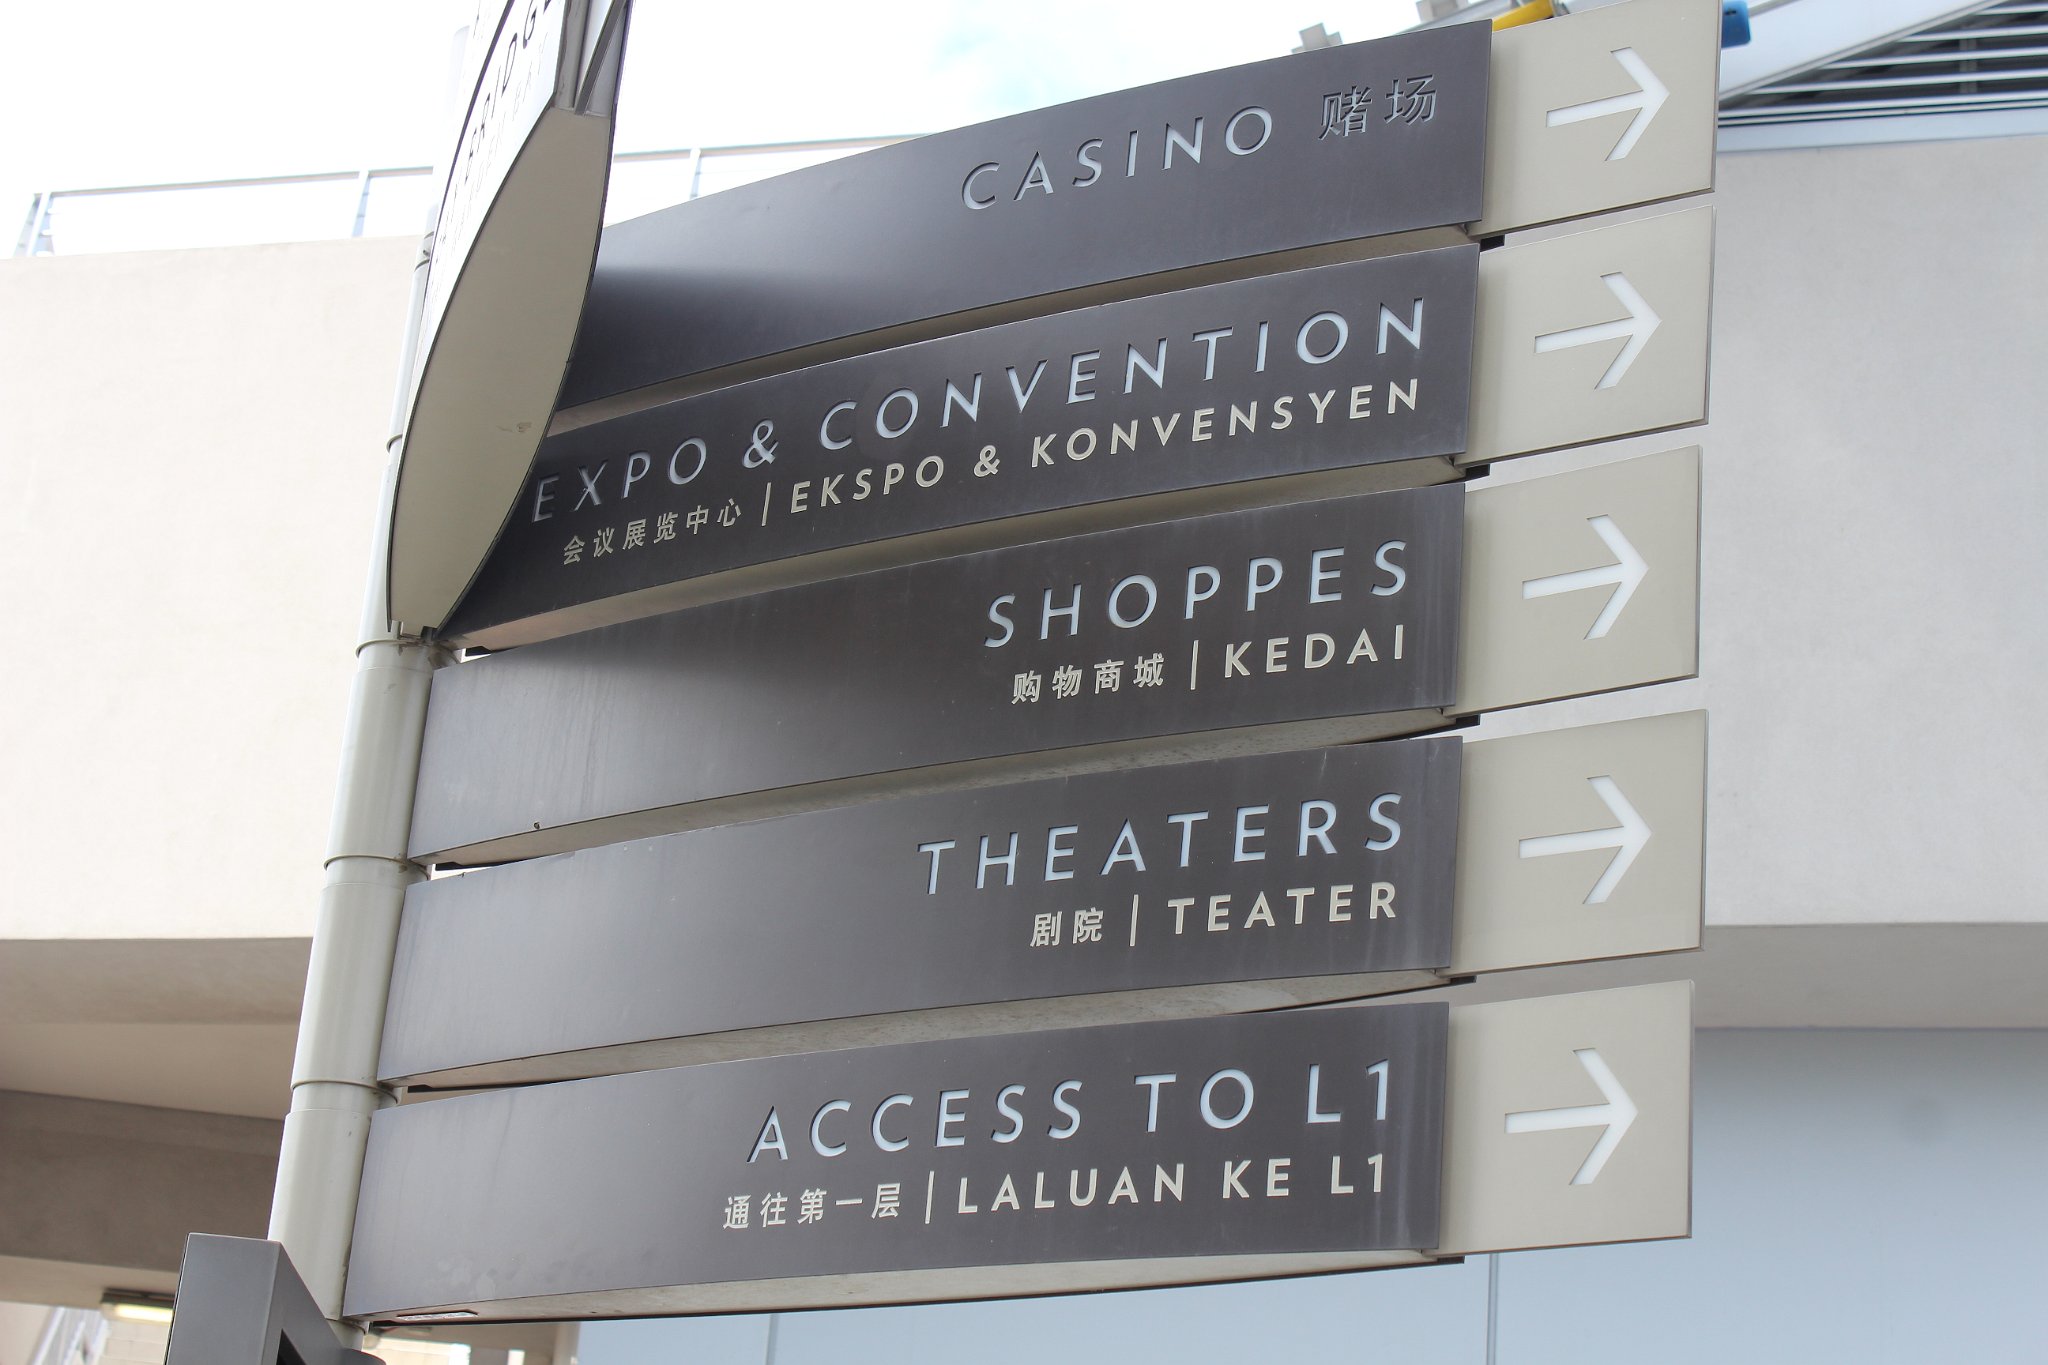 CASINO 赌场
EXPO & CONVENTION
会议展览中心 | EKSPO & KONVENSYEN
SHOPPES
购物商城 | KEDAI
THEATERS
剧院 | TEATER
ACCESS TO L1
通往第一层 | LALUAN KE L1